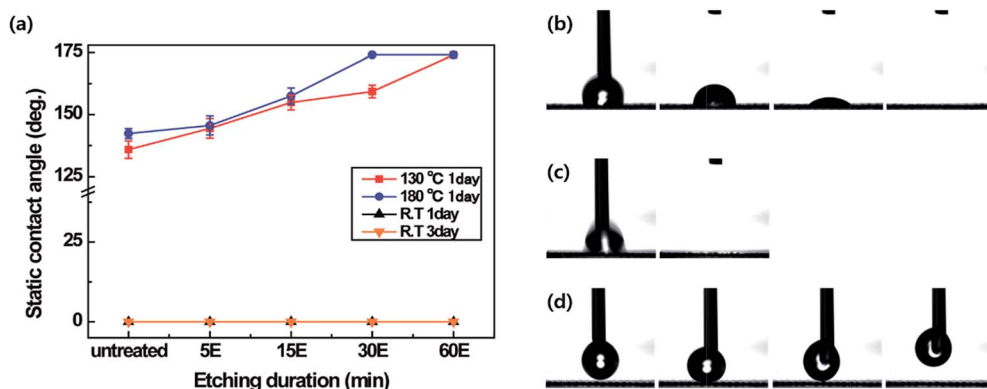 (a)
Static contact angle (deg.)
175
150
125
25
0
130 °C 1day
180 °C 1day
R.T 1day
R.T 3day
untreated 5E 15E 30E 60E
Etching duration (min)
(b)
(c)
(d)